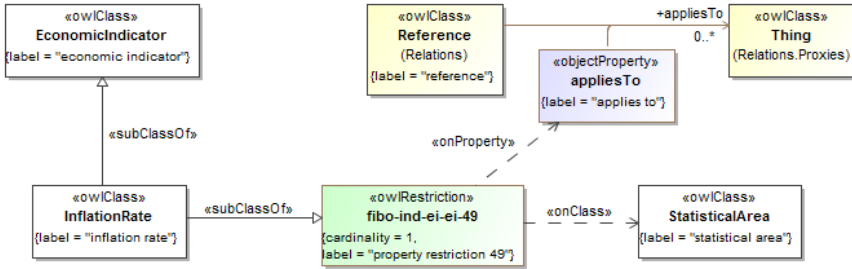 «owlClass»
EconomicIndicator
{label = "economic indicator"}
«owlClass»
Reference
(Relations)
{label = "reference"}
+appliesTo
0..*
«owlClass»
Thing
(Relations.Proxies)
«objectProperty»
appliesTo
{label = "applies to"}
«subClassOf»
«onProperty»
«owlClass»
InflationRate
{label = "inflation rate"}
«subClassOf»
«owlRestriction»
fibo-ind-ei-ei-49
{cardinality = 1,
label = "property restriction 49"}
«onClass»
«owlClass»
StatisticalArea
{label = "statistical area"}